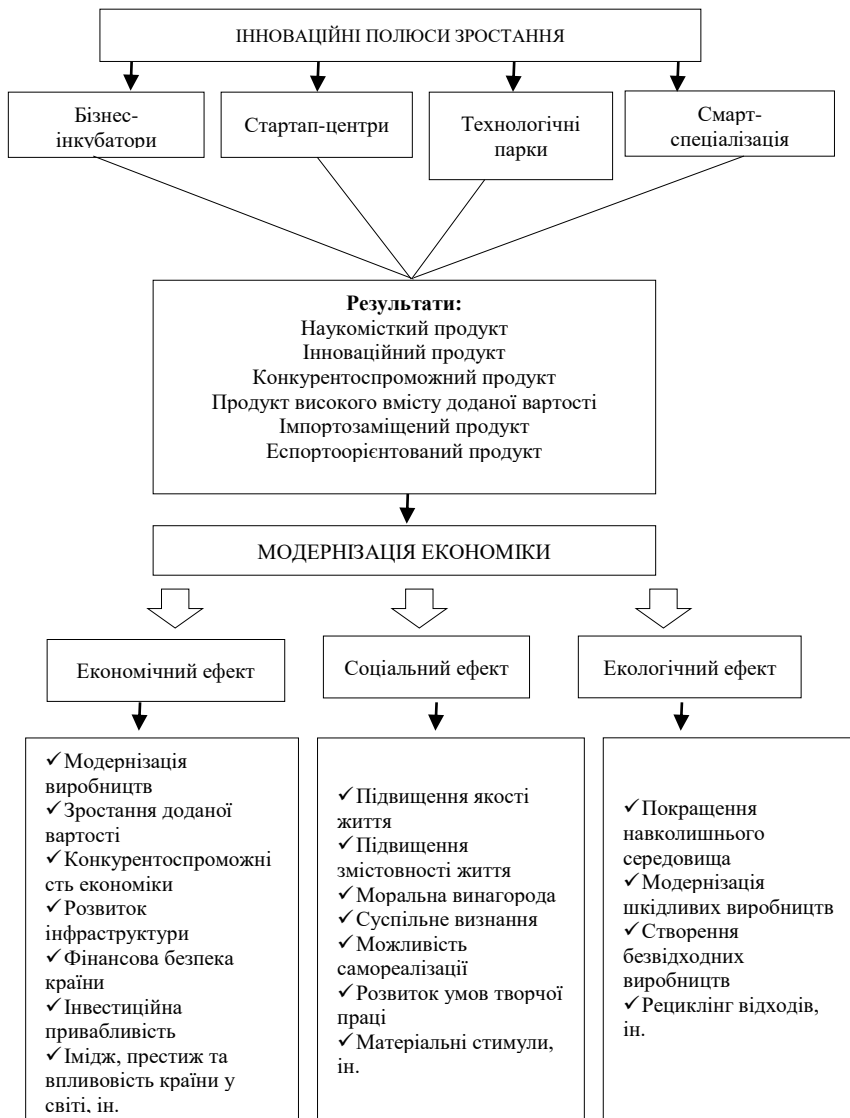 ІННОВАЦІЙНІ ПОЛЮСИ ЗРОСТАННЯ
Бізнес-
інкубатори
Стартап-центри
Технологічні
парки
Смарт-
спеціалізація
Результати:
Наукомісткий продукт
Інноваційний продукт
Конкурентоспроможний продукт
Продукт високого вмісту доданої вартості
Імпортозаміщений продукт
Еспортоорієнтований продукт
МОДЕРНІЗАЦІЯ ЕКОНОМІКИ
Економічний ефект
Соціальний ефект
Екологічний ефект
✓Модернізація
виробництв
✓Зростання доданої
вартості
✓Конкурентоспроможні
сть економіки
✓Розвиток
інфраструктури
✓Фінансова безпека
країни
✓Інвестиційна
привабливість
✓Імідж, престиж та
впливовість країни у
світі, ін.
✓Підвищення якості
життя
✓Підвищення
змістовності життя
✓Моральна винагорода
✓Суспільне визнання
✓Можливість
самореалізації
✓Розвиток умов творчої
праці
✓Матеріальні стимули,
ін.
✓Покращення
навколишнього
середовища
✓Модернізація
шкідливих виробництв
✓Створення
безвідходних
виробництв
✓Рециклінг відходів,
ін.